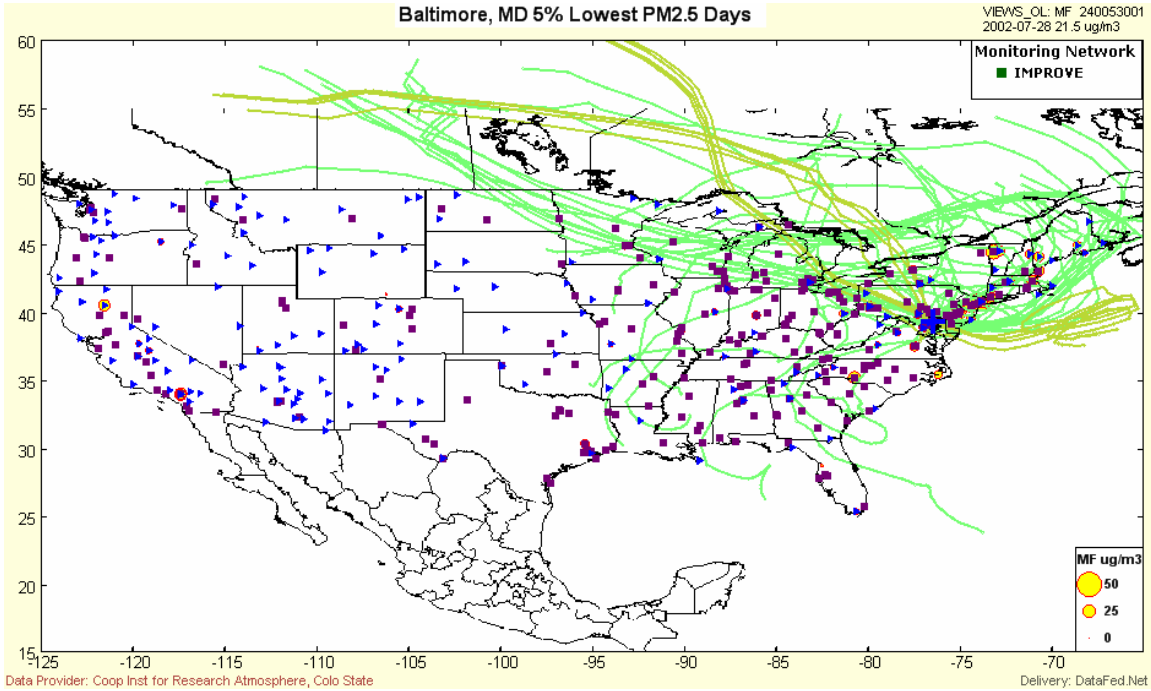 Baltimore, MD 5% Lowest PM2.5 Days
VIEWS_OL: MF 240053001
2002-07-28 21.5 ug/m3
Monitoring Network
IMPROVE
60
55
50
45
40
35
30
25
20
15
MF ug/m3
50
25
0
-125 -120 -115 -110 -105 -100 -95 -90 -85 -80 -75 -70
Data Provider: Coop Inst for Research Atmosphere, Colo State
Delivery: DataFed.Net